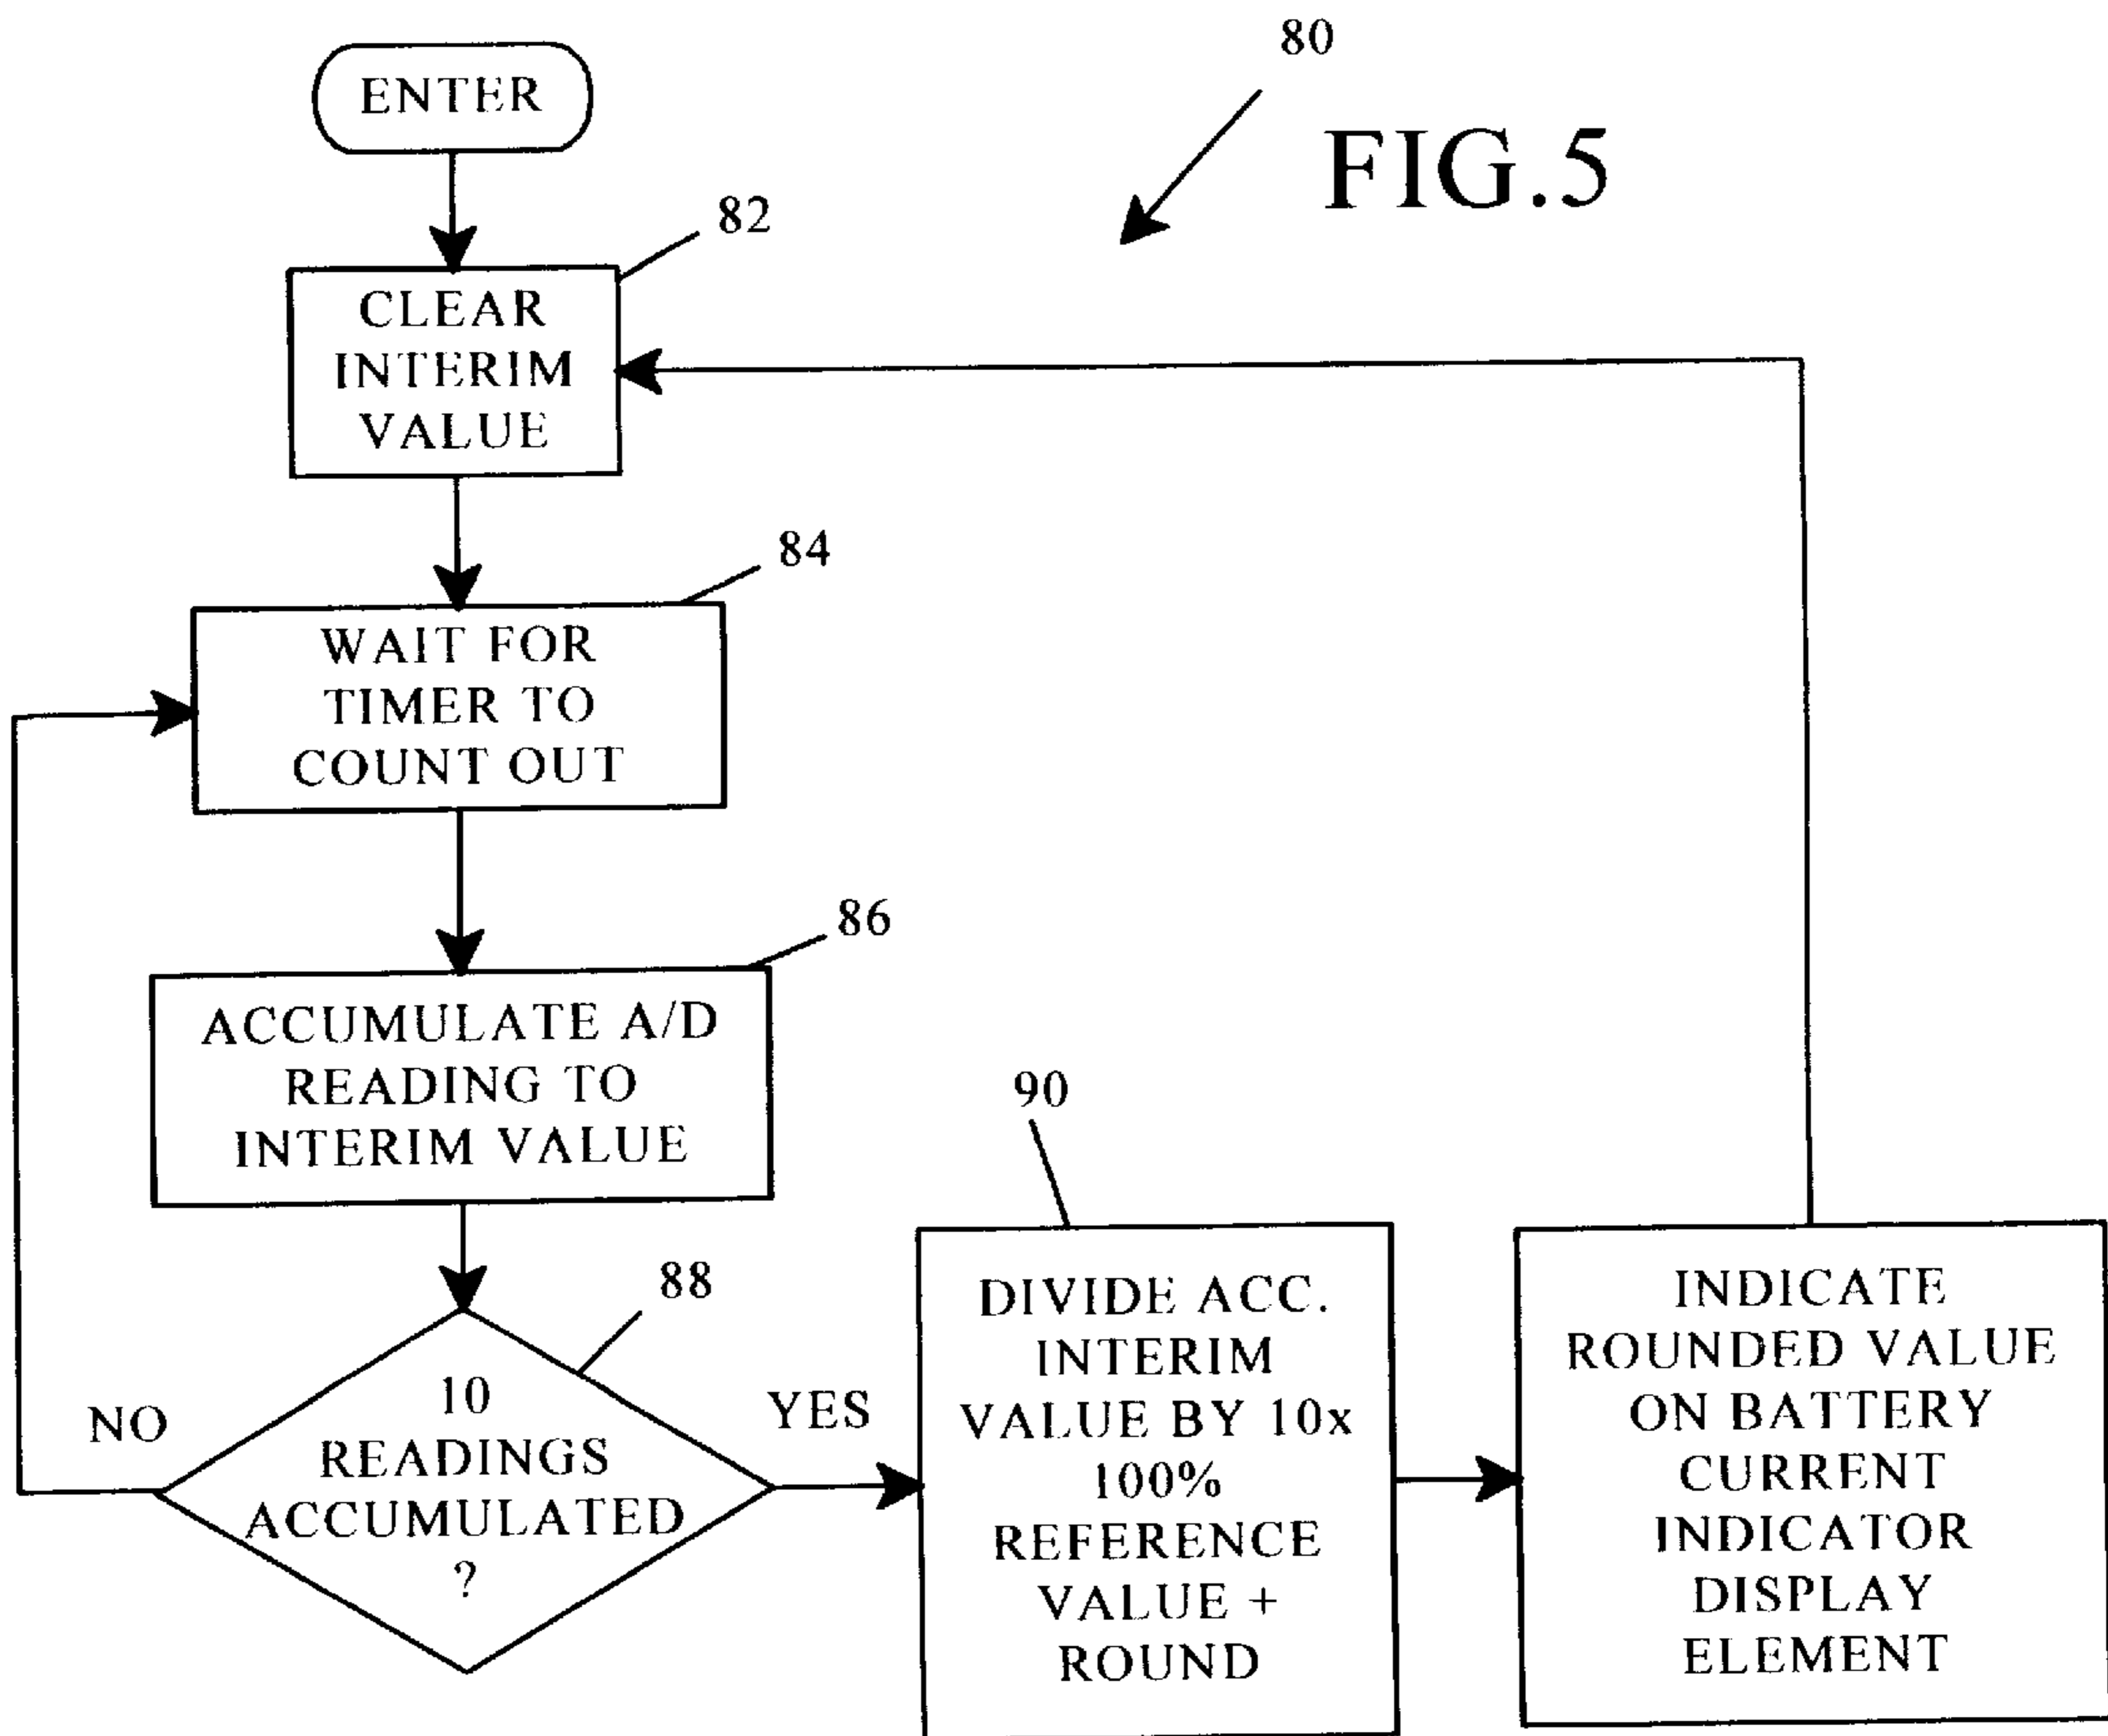 80
ENTER
FIG.5
82
CLEAR
INTERIM
VALUE
84
WAIT FOR
TIMER TO
COUNT OUT
86
ACCUMULATE A/D
READING TO
INTERIM VALUE
88
10
READINGS
ACCUMULATED
?
NO
YES
90
DIVIDE ACC.
INTERIM
VALUE BY 10x
100%
REFERENCE
VALUE +
ROUND
INDICATE
ROUNDED VALUE
ON BATTERY
CURRENT
INDICATOR
DISPLAY
ELEMENT